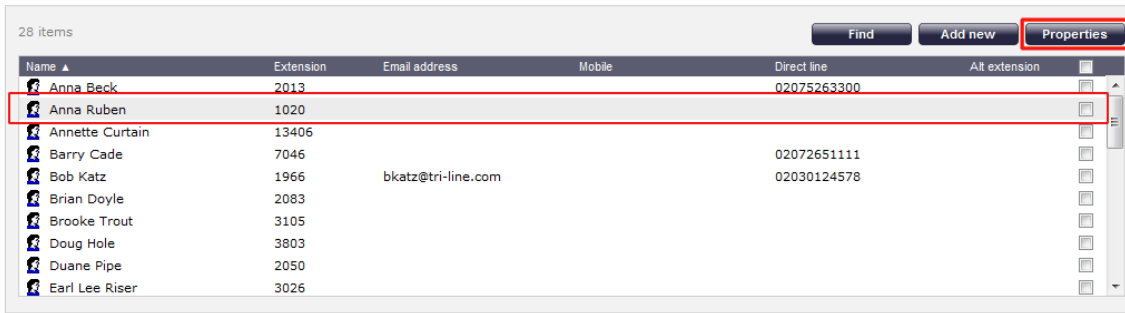 28 items Find Add new Properties
Name ▲ Extension Email address Mobile Direct line Alt extension
Anna Beck 2013 02075263300
Anna Ruben 1020
Annette Curtain 13406
Barry Cade 7046 02072651111
Bob Katz 1966 bkatz@tri-line.com 02030124578
Brian Doyle 2083
Brooke Trout 3105
Doug Hole 3803
Duane Pipe 2050
Earl Lee Riser 3026